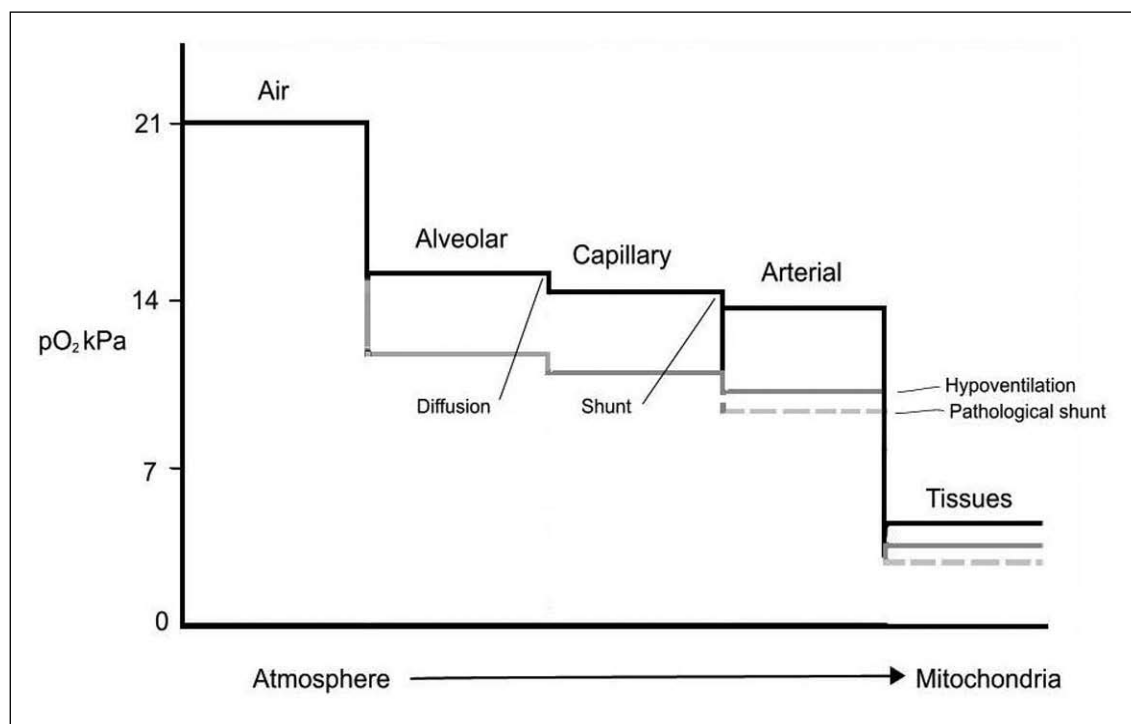 Air
21
Alveolar
Capillary
Arterial
14
pO₂ kPa
Hypoventilation
Diffusion
Shunt
Pathological shunt
7
Tissues
0
Atmosphere
Mitochondria